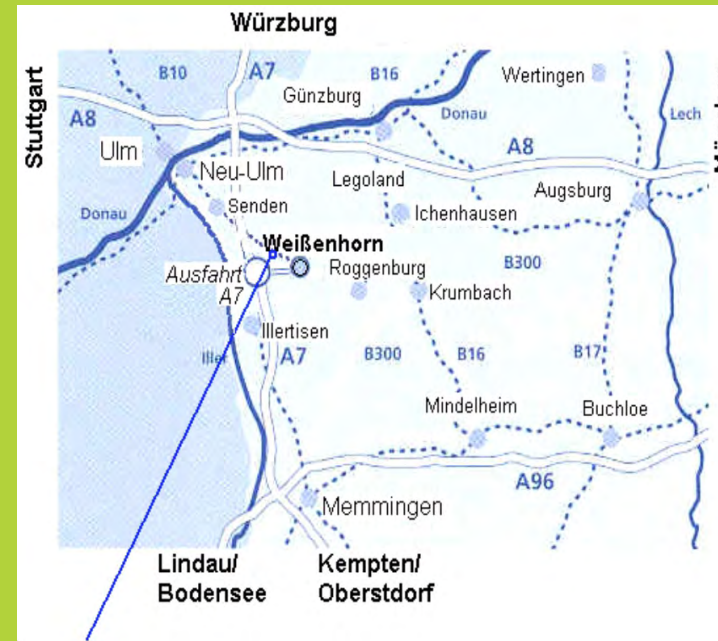 Würzburg
Stuttgart
B10
A7
B16
Wertingen
Günzburg
A8
Donau
Lech
Ulm
Neu-Ulm
Legoland
A8
Augsburg
Senden
Ichenhausen
Donau
Weißenhorn
Ausfahrt
A7
Roggenburg
B300
Krumbach
Illertisen
Iller
A7
B300
B16
B17
Mindelheim
Buchloe
A96
Memmingen
Lindau/
Bodensee
Kempten/
Oberstdorf